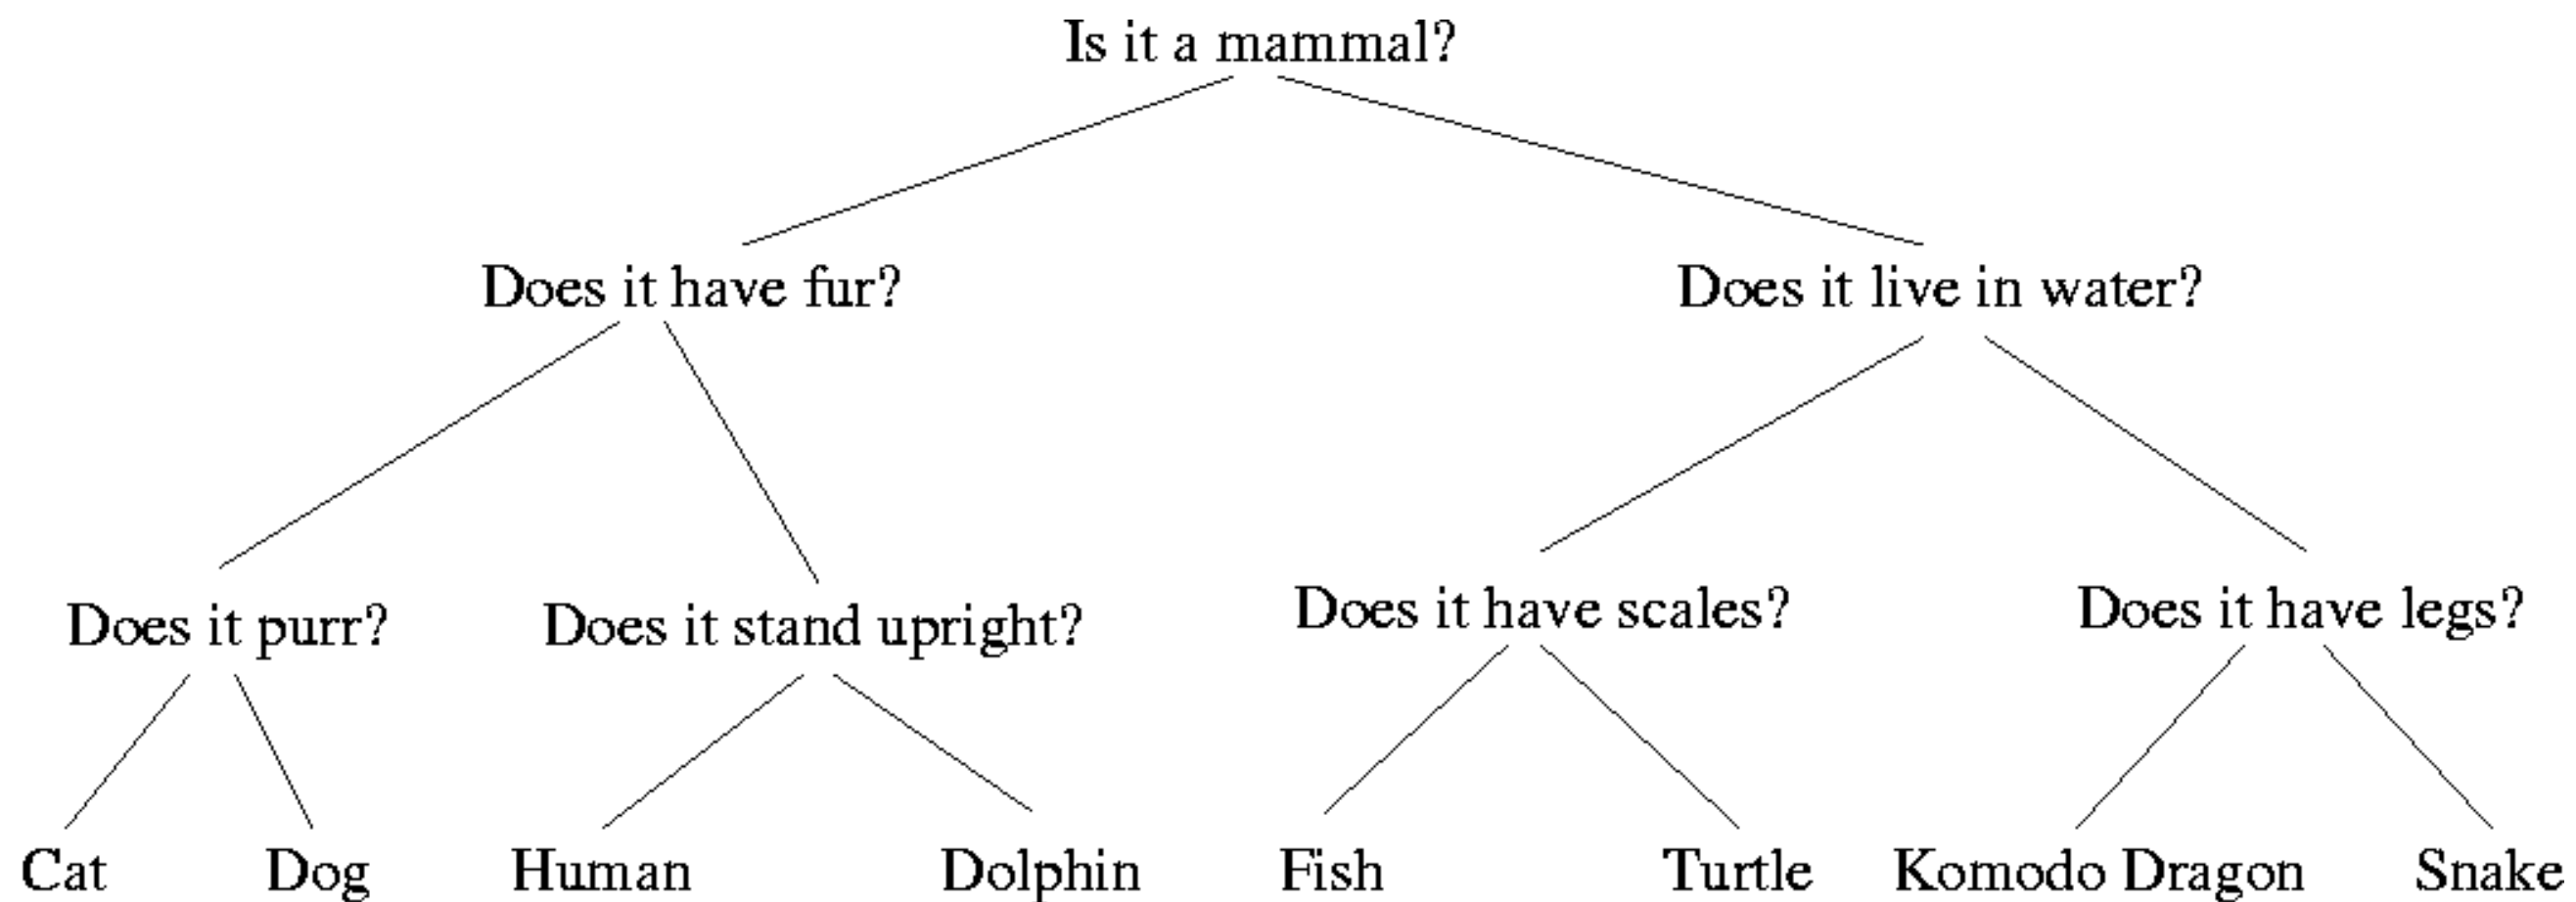 Is it a mammal?
Does it have fur?
Does it live in water?
Does it purr?
Does it stand upright?
Does it have scales?
Does it have legs?
Cat
Dog
Human
Dolphin
Fish
Turtle
Komodo Dragon
Snake